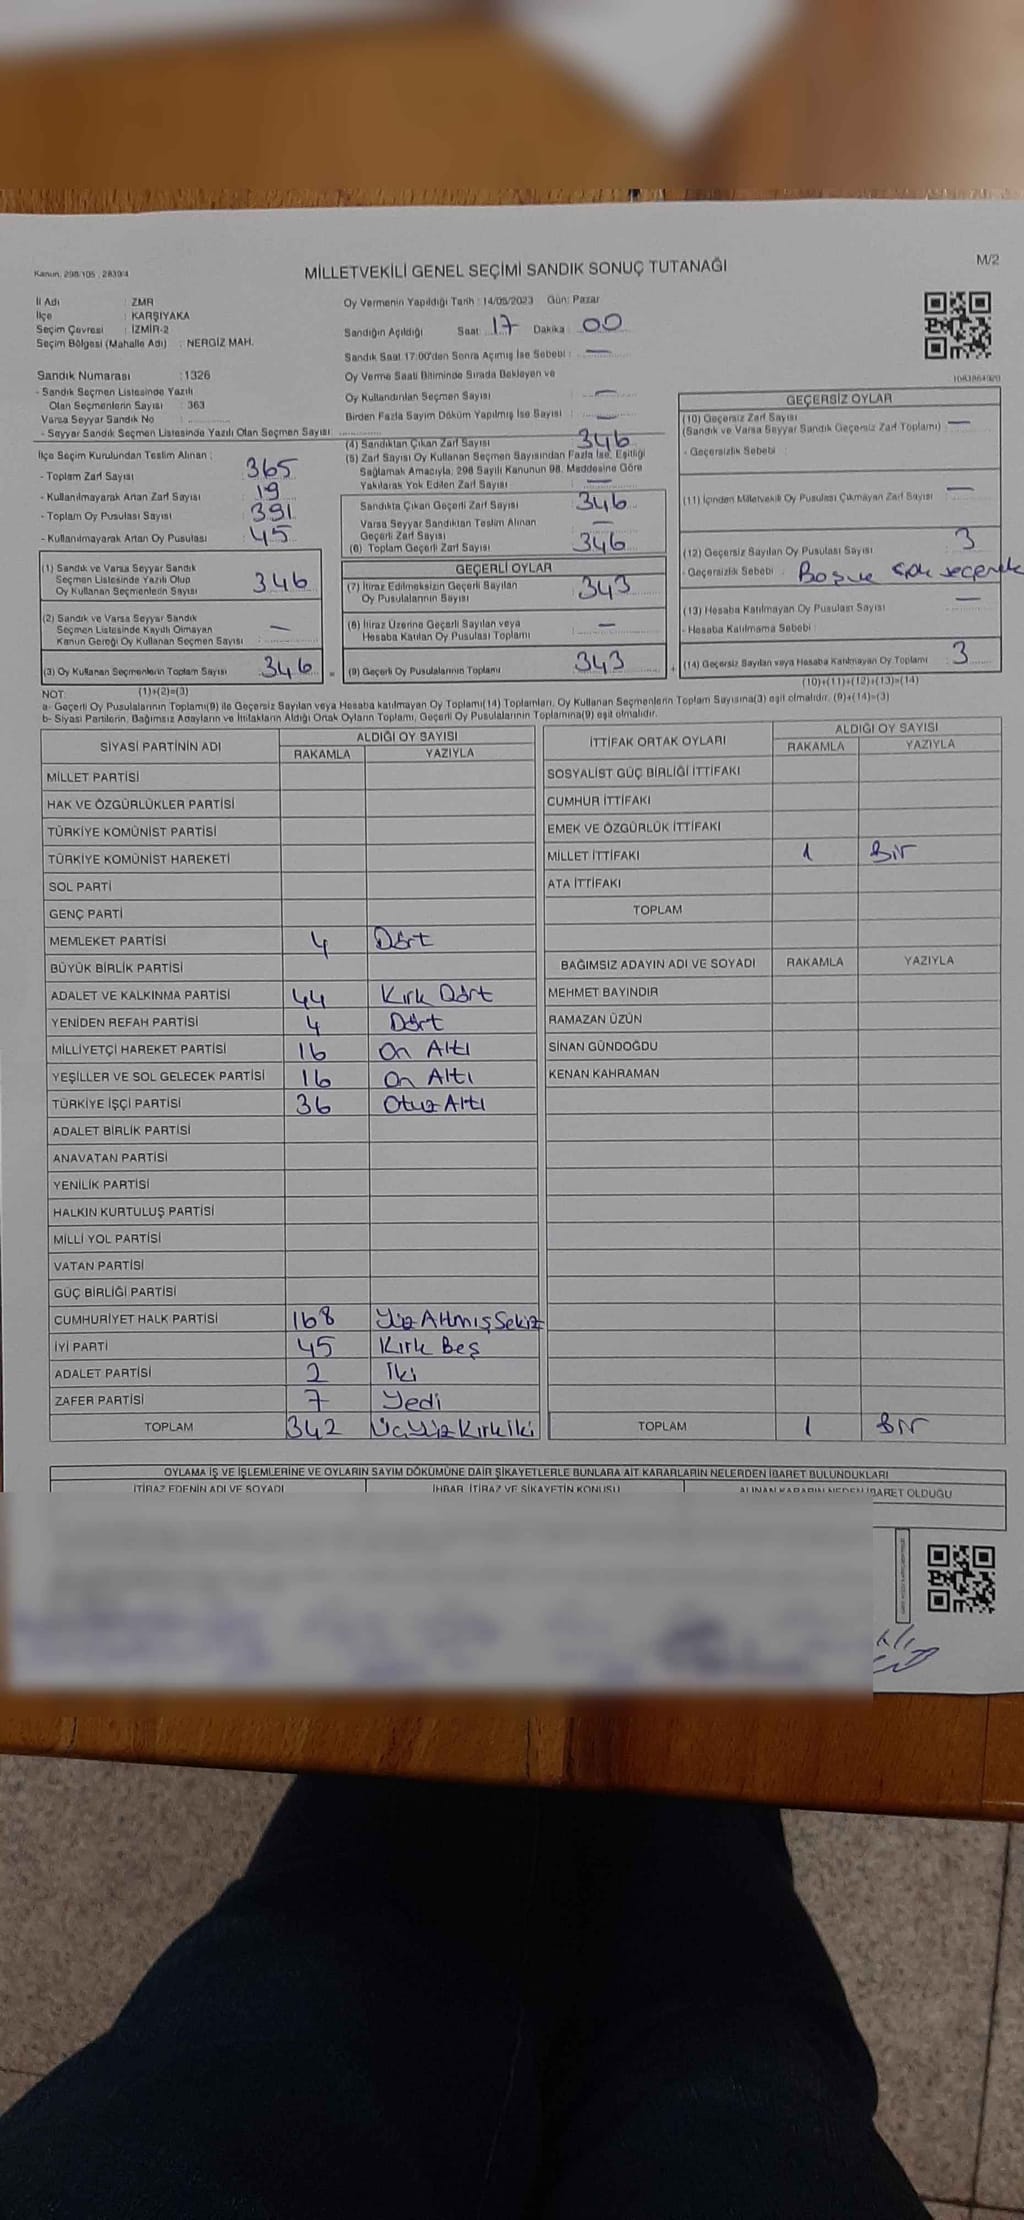 Kanun, 298/105 , 2839/4
MİLLETVEKİLİ GENEL SEÇİMİ SANDIK SONUÇ TUTANAĞI
M/2
İl Adı : ZMR
İlçe : KARŞIYAKA
Seçim Çevresi : İZMİR-2
Seçim Bölgesi (Mahalle Adı) : NERGİZ MAH.
Sandık Numarası :1326
- Sandık Seçmen Listesinde Yazılı
Olan Seçmenlerin Sayısı : 363
Varsa Seyyar Sandık No :
- Seyyar Sandık Seçmen Listesinde Yazılı Olan Seçmen Sayısı:
İlçe Seçim Kurulundan Teslim Alınan :
- Toplam Zarf Sayısı : 365
- Kullanılmayarak Artan Zarf Sayısı : 19
- Toplam Oy Pusulası Sayısı : 391
- Kullanılmayarak Artan Oy Pusulası : 45
(1) Sandık ve Varsa Seyyar Sandık
Seçmen Listesinde Yazılı Olup
Oy Kullanan Seçmenlerin Sayısı : 346
(2) Sandık ve Varsa Seyyar Sandık
Seçmen Listesinde Kayıtlı Olmayan
Kanun Gereği Oy Kullanan Seçmen Sayısı : —
(3) Oy Kullanan Seçmenlerin Toplam Sayısı : 346
Oy Vermenin Yapıldığı Tarih : 14/05/2023 Gün: Pazar
Sandığın Açıldığı Saat : 17 Dakika : 00
Sandık Saat 17:00'den Sonra Açımış İse Sebebi : —
Oy Verme Saati Bitiminde Sırada Bekleyen ve
Oy Kullandırılan Seçmen Sayısı : —
Birden Fazla Sayım Döküm Yapılmış İse Sayısı : —
(4) Sandıktan Çıkan Zarf Sayısı : 346
(5) Zarf Sayısı Oy Kullanan Seçmen Sayısından Fazla İse, Eşitliği
Sağlamak Amacıyla, 298 Sayılı Kanunun 98. Maddesine Göre
Yakılarak Yok Edilen Zarf Sayısı : —
Sandıkta Çıkan Geçerli Zarf Sayısı : 346
Varsa Seyyar Sandıktan Teslim Alınan
Geçerli Zarf Sayısı : —
(6) Toplam Geçerli Zarf Sayısı : 346
GEÇERLİ OYLAR
(7) İtiraz Edilmeksizin Geçerli Sayılan
Oy Pusulalarının Sayısı : 343
(8) İtiraz Üzerine Geçerli Sayılan veya
Hesaba Katılan Oy Pusulası Toplamı : —
(9) Geçerli Oy Pusulalarının Toplamı : 343
1083864920
GEÇERSİZ OYLAR
(10) Geçersiz Zarf Sayısı
(Sandık ve Varsa Seyyar Sandık Geçersiz Zarf Toplamı) : —
- Geçersizlik Sebebi :
(11) İçinden Milletvekili Oy Pusulası Çıkmayan Zarf Sayısı : —
(12) Geçersiz Sayılan Oy Pusulası Sayısı : 3
- Geçersizlik Sebebi : Boş ve çok seçenek
(13) Hesaba Katılmayan Oy Pusulası Sayısı : —
- Hesaba Katılmama Sebebi :
(14) Geçersiz Sayılan veya Hesaba Katılmayan Oy Toplamı : 3
NOT: (1)+(2)=(3)
(10)+(11)+(12)+(13)=(14)
a- Geçerli Oy Pusulalarının Toplamı(9) ile Geçersiz Sayılan veya Hesaba katılmayan Oy Toplamı(14) Toplamları, Oy Kullanan Seçmenlerin Toplam Sayısına(3) eşit olmalıdır. (9)+(14)=(3)
b- Siyasi Partilerin, Bağımsız Adayların ve İttifakların Aldığı Ortak Oyların Toplamı, Geçerli Oy Pusulalarının Toplamına(9) eşit olmalıdır.
SİYASİ PARTİNİN ADI ALDIĞI OY SAYISI
RAKAMLA YAZIYLA
MİLLET PARTİSİ
HAK VE ÖZGÜRLÜKLER PARTİSİ
TÜRKİYE KOMÜNİST PARTİSİ
TÜRKİYE KOMÜNİST HAREKETİ
SOL PARTİ
GENÇ PARTİ
MEMLEKET PARTİSİ 4 Dört
BÜYÜK BİRLİK PARTİSİ
ADALET VE KALKINMA PARTİSİ 44 Kırk Dört
YENİDEN REFAH PARTİSİ 4 Dört
MİLLİYETÇİ HAREKET PARTİSİ 16 On Altı
YEŞİLLER VE SOL GELECEK PARTİSİ 16 On Altı
TÜRKİYE İŞÇİ PARTİSİ 36 Otuz Altı
ADALET BİRLİK PARTİSİ
ANAVATAN PARTİSİ
YENİLİK PARTİSİ
HALKIN KURTULUŞ PARTİSİ
MİLLİ YOL PARTİSİ
VATAN PARTİSİ
GÜÇ BİRLİĞİ PARTİSİ
CUMHURİYET HALK PARTİSİ 168 Yüz Altmış Sekiz
İYİ PARTİ 45 Kırk Beş
ADALET PARTİSİ 2 İki
ZAFER PARTİSİ 7 Yedi
TOPLAM 342 ÜçYüz Kırk İki
İTTİFAK ORTAK OYLARI ALDIĞI OY SAYISI
RAKAMLA YAZIYLA
SOSYALİST GÜÇ BİRLİĞİ İTTİFAKI
CUMHUR İTTİFAKI
EMEK VE ÖZGÜRLÜK İTTİFAKI
MİLLET İTTİFAKI 1 Bir
ATA İTTİFAKI
TOPLAM
BAĞIMSIZ ADAYIN ADI VE SOYADI RAKAMLA YAZIYLA
MEHMET BAYINDIR
RAMAZAN ÜZÜN
SİNAN GÜNDOĞDU
KENAN KAHRAMAN
TOPLAM 1 Bir
OYLAMA İŞ VE İŞLEMLERİNE VE OYLARIN SAYIM DÖKÜMÜNE DAİR ŞİKAYETLERLE BUNLARA AİT KARARLARIN NELERDEN İBARET BULUNDUKLARI
İTİRAZ EDENİN ADI VE SOYADI İHBAR, İTİRAZ VE ŞİKAYETİN KONUSU ALINAN KARARIN NEDEN İBARET OLDUĞU